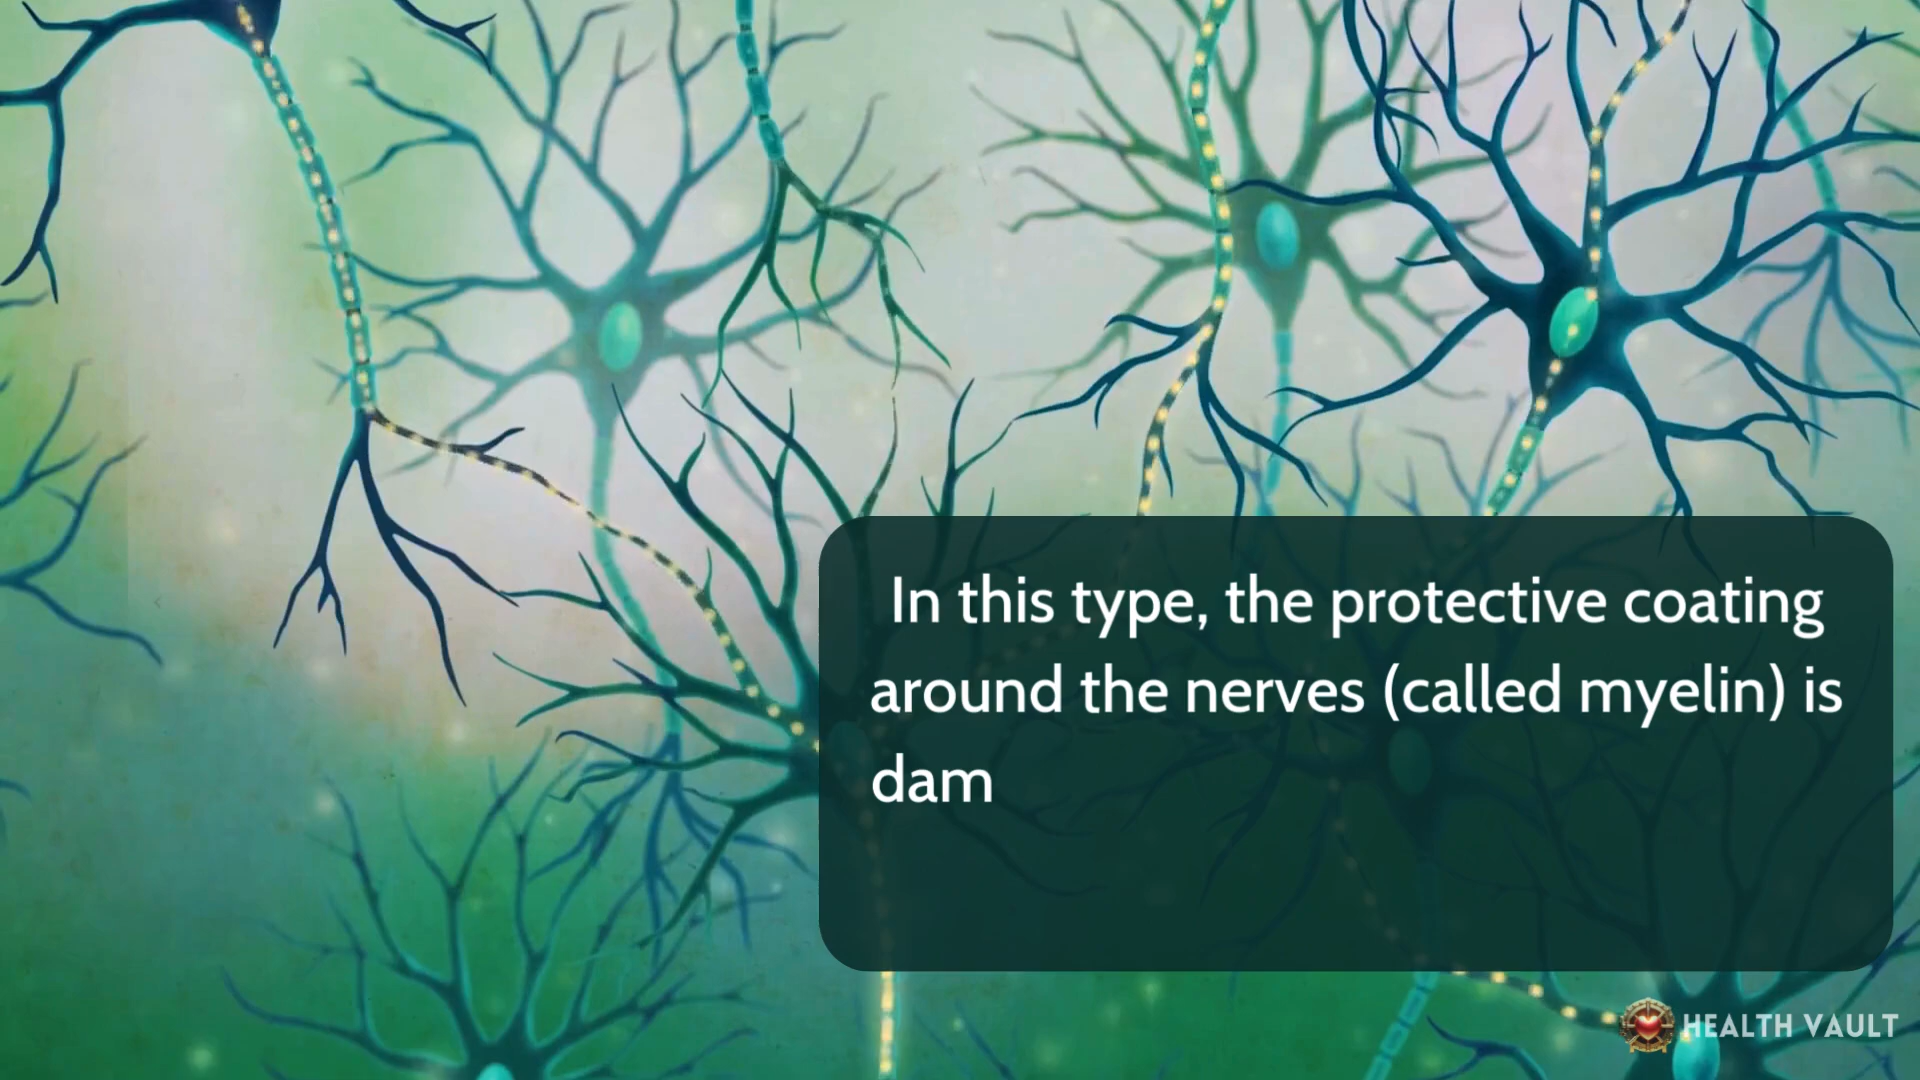 In this type, the protective coating
around the nerves (called myelin) is
dam
HEALTH VAULT